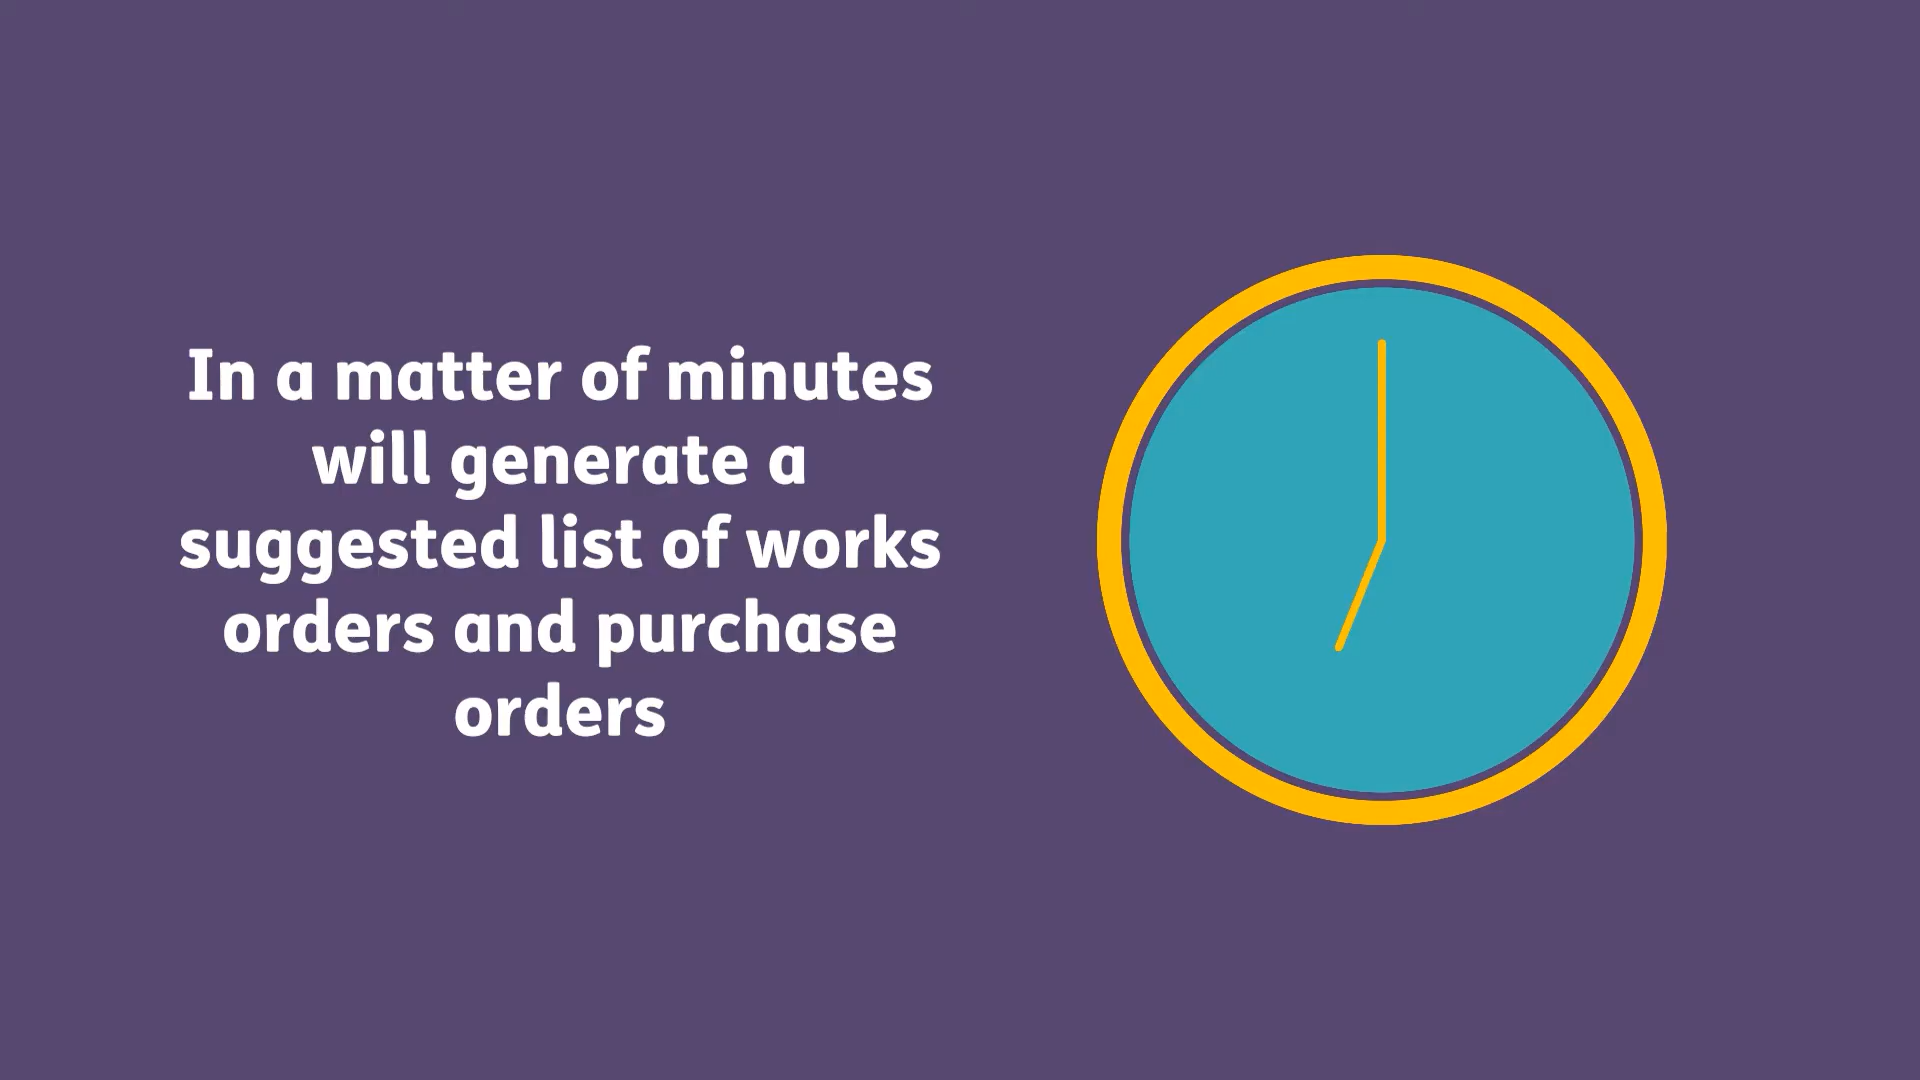 In a matter of minutes
will generate a
suggested list of works
orders and purchase
orders